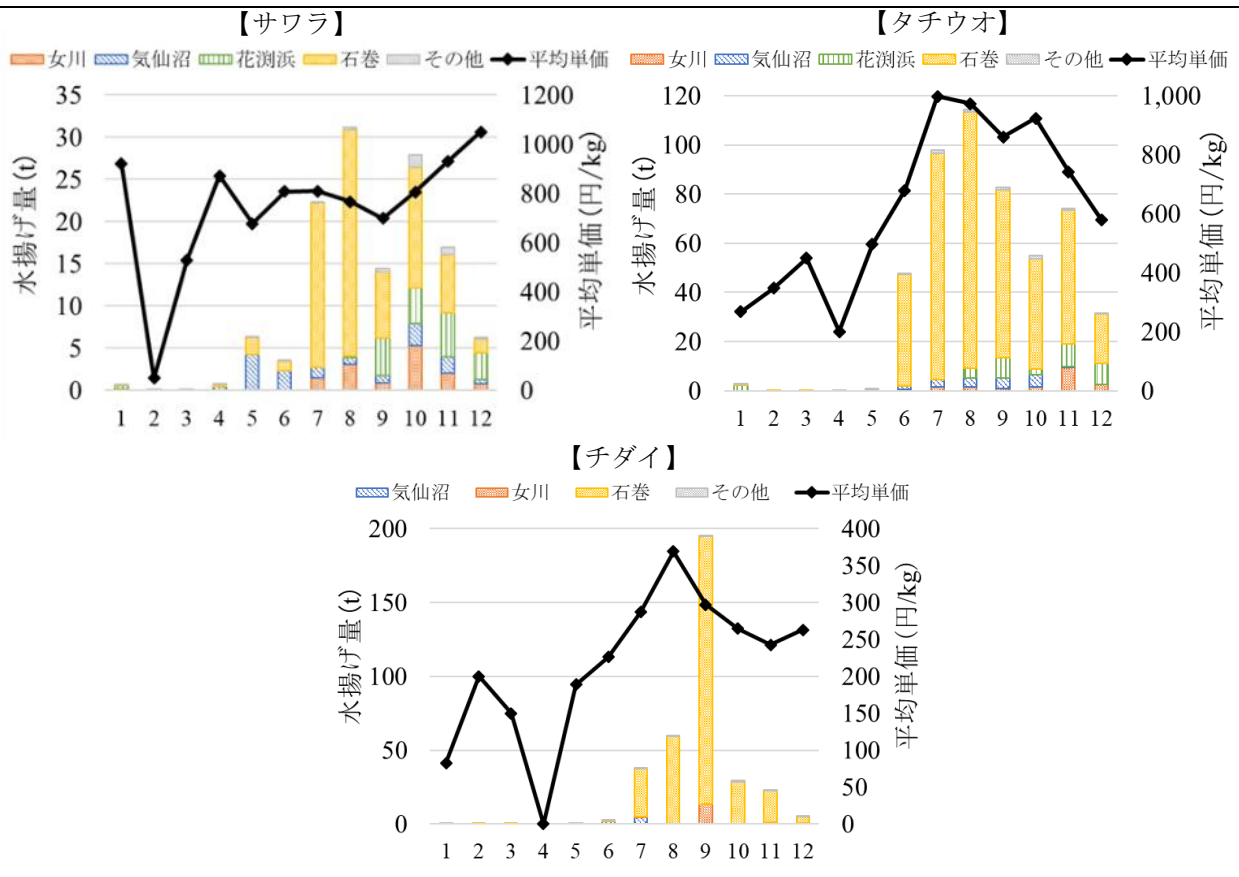 【サワラ】
女川 気仙沼 花渕浜 石巻 その他 平均単価
35
30
25
20
15
10
5
0
水揚げ量(t)
1200
1000
800
600
400
200
0
平均単価(円/kg)
1 2 3 4 5 6 7 8 9 10 11 12
【タチウオ】
女川 気仙沼 花渕浜 石巻 その他 平均単価
120
100
80
60
40
20
0
水揚げ量(t)
1,000
800
600
400
200
0
平均単価(円/kg)
1 2 3 4 5 6 7 8 9 10 11 12
【チダイ】
気仙沼 女川 石巻 その他 平均単価
200
150
100
50
0
水揚げ量(t)
400
350
300
250
200
150
100
50
0
平均単価(円/kg)
1 2 3 4 5 6 7 8 9 10 11 12